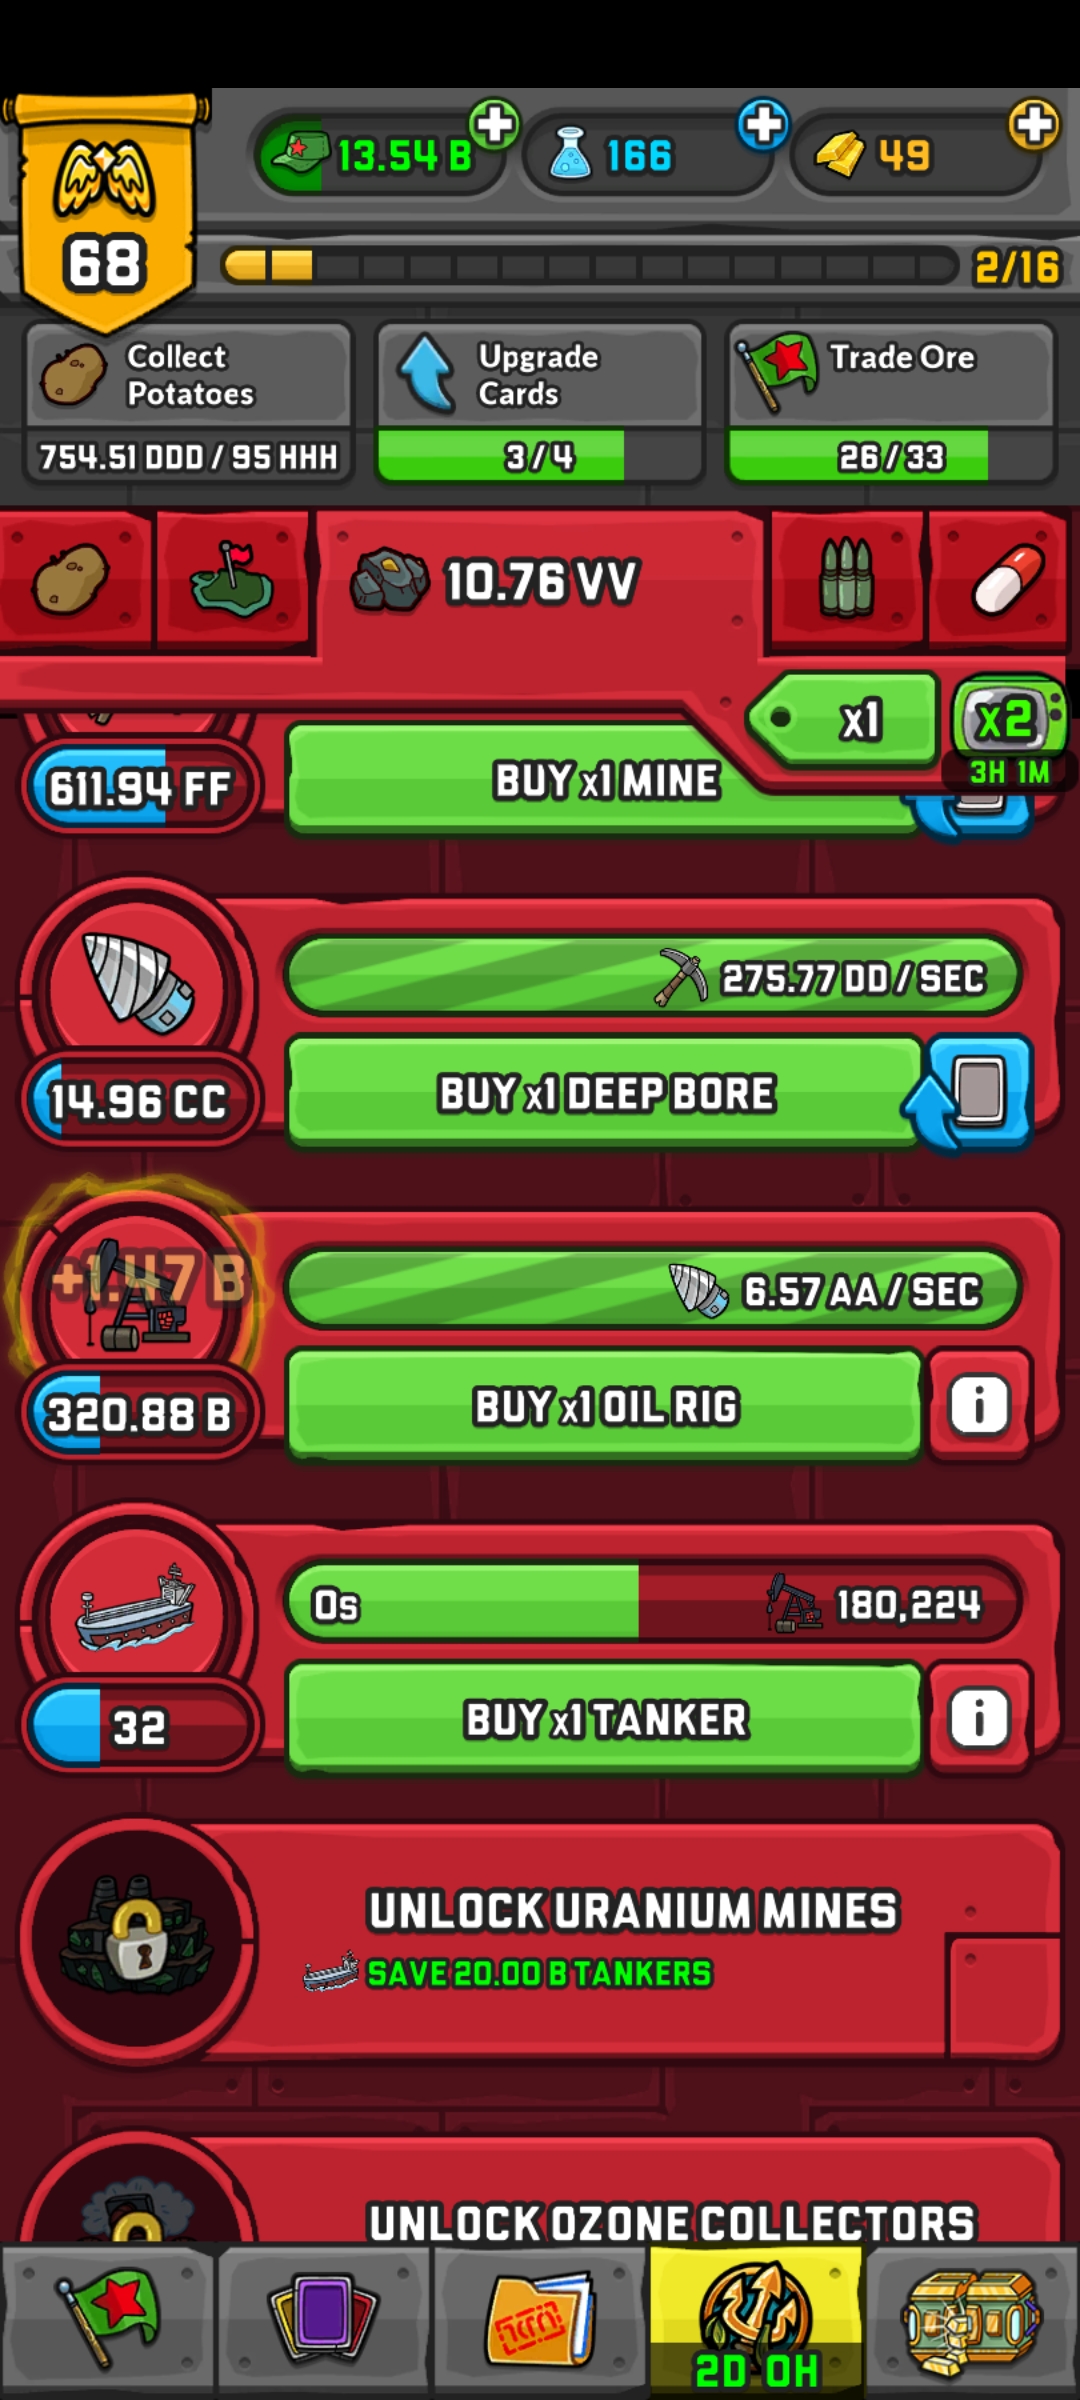 13.54 B
166
49
68
2/16
Collect
Potatoes
754.51 DDD / 95 HHH
Upgrade
Cards
3/4
Trade Ore
26/33
10.76 VV
x1
x2
3H 1M
611.94 FF
BUY x1 MINE
275.77 DD / SEC
14.96 CC
BUY x1 DEEP BORE
+1.47 B
6.57 AA / SEC
320.88 B
BUY x1 OIL RIG
i
0s
180,224
32
BUY x1 TANKER
i
UNLOCK URANIUM MINES
SAVE 20.00 B TANKERS
UNLOCK OZONE COLLECTORS
2D 0H